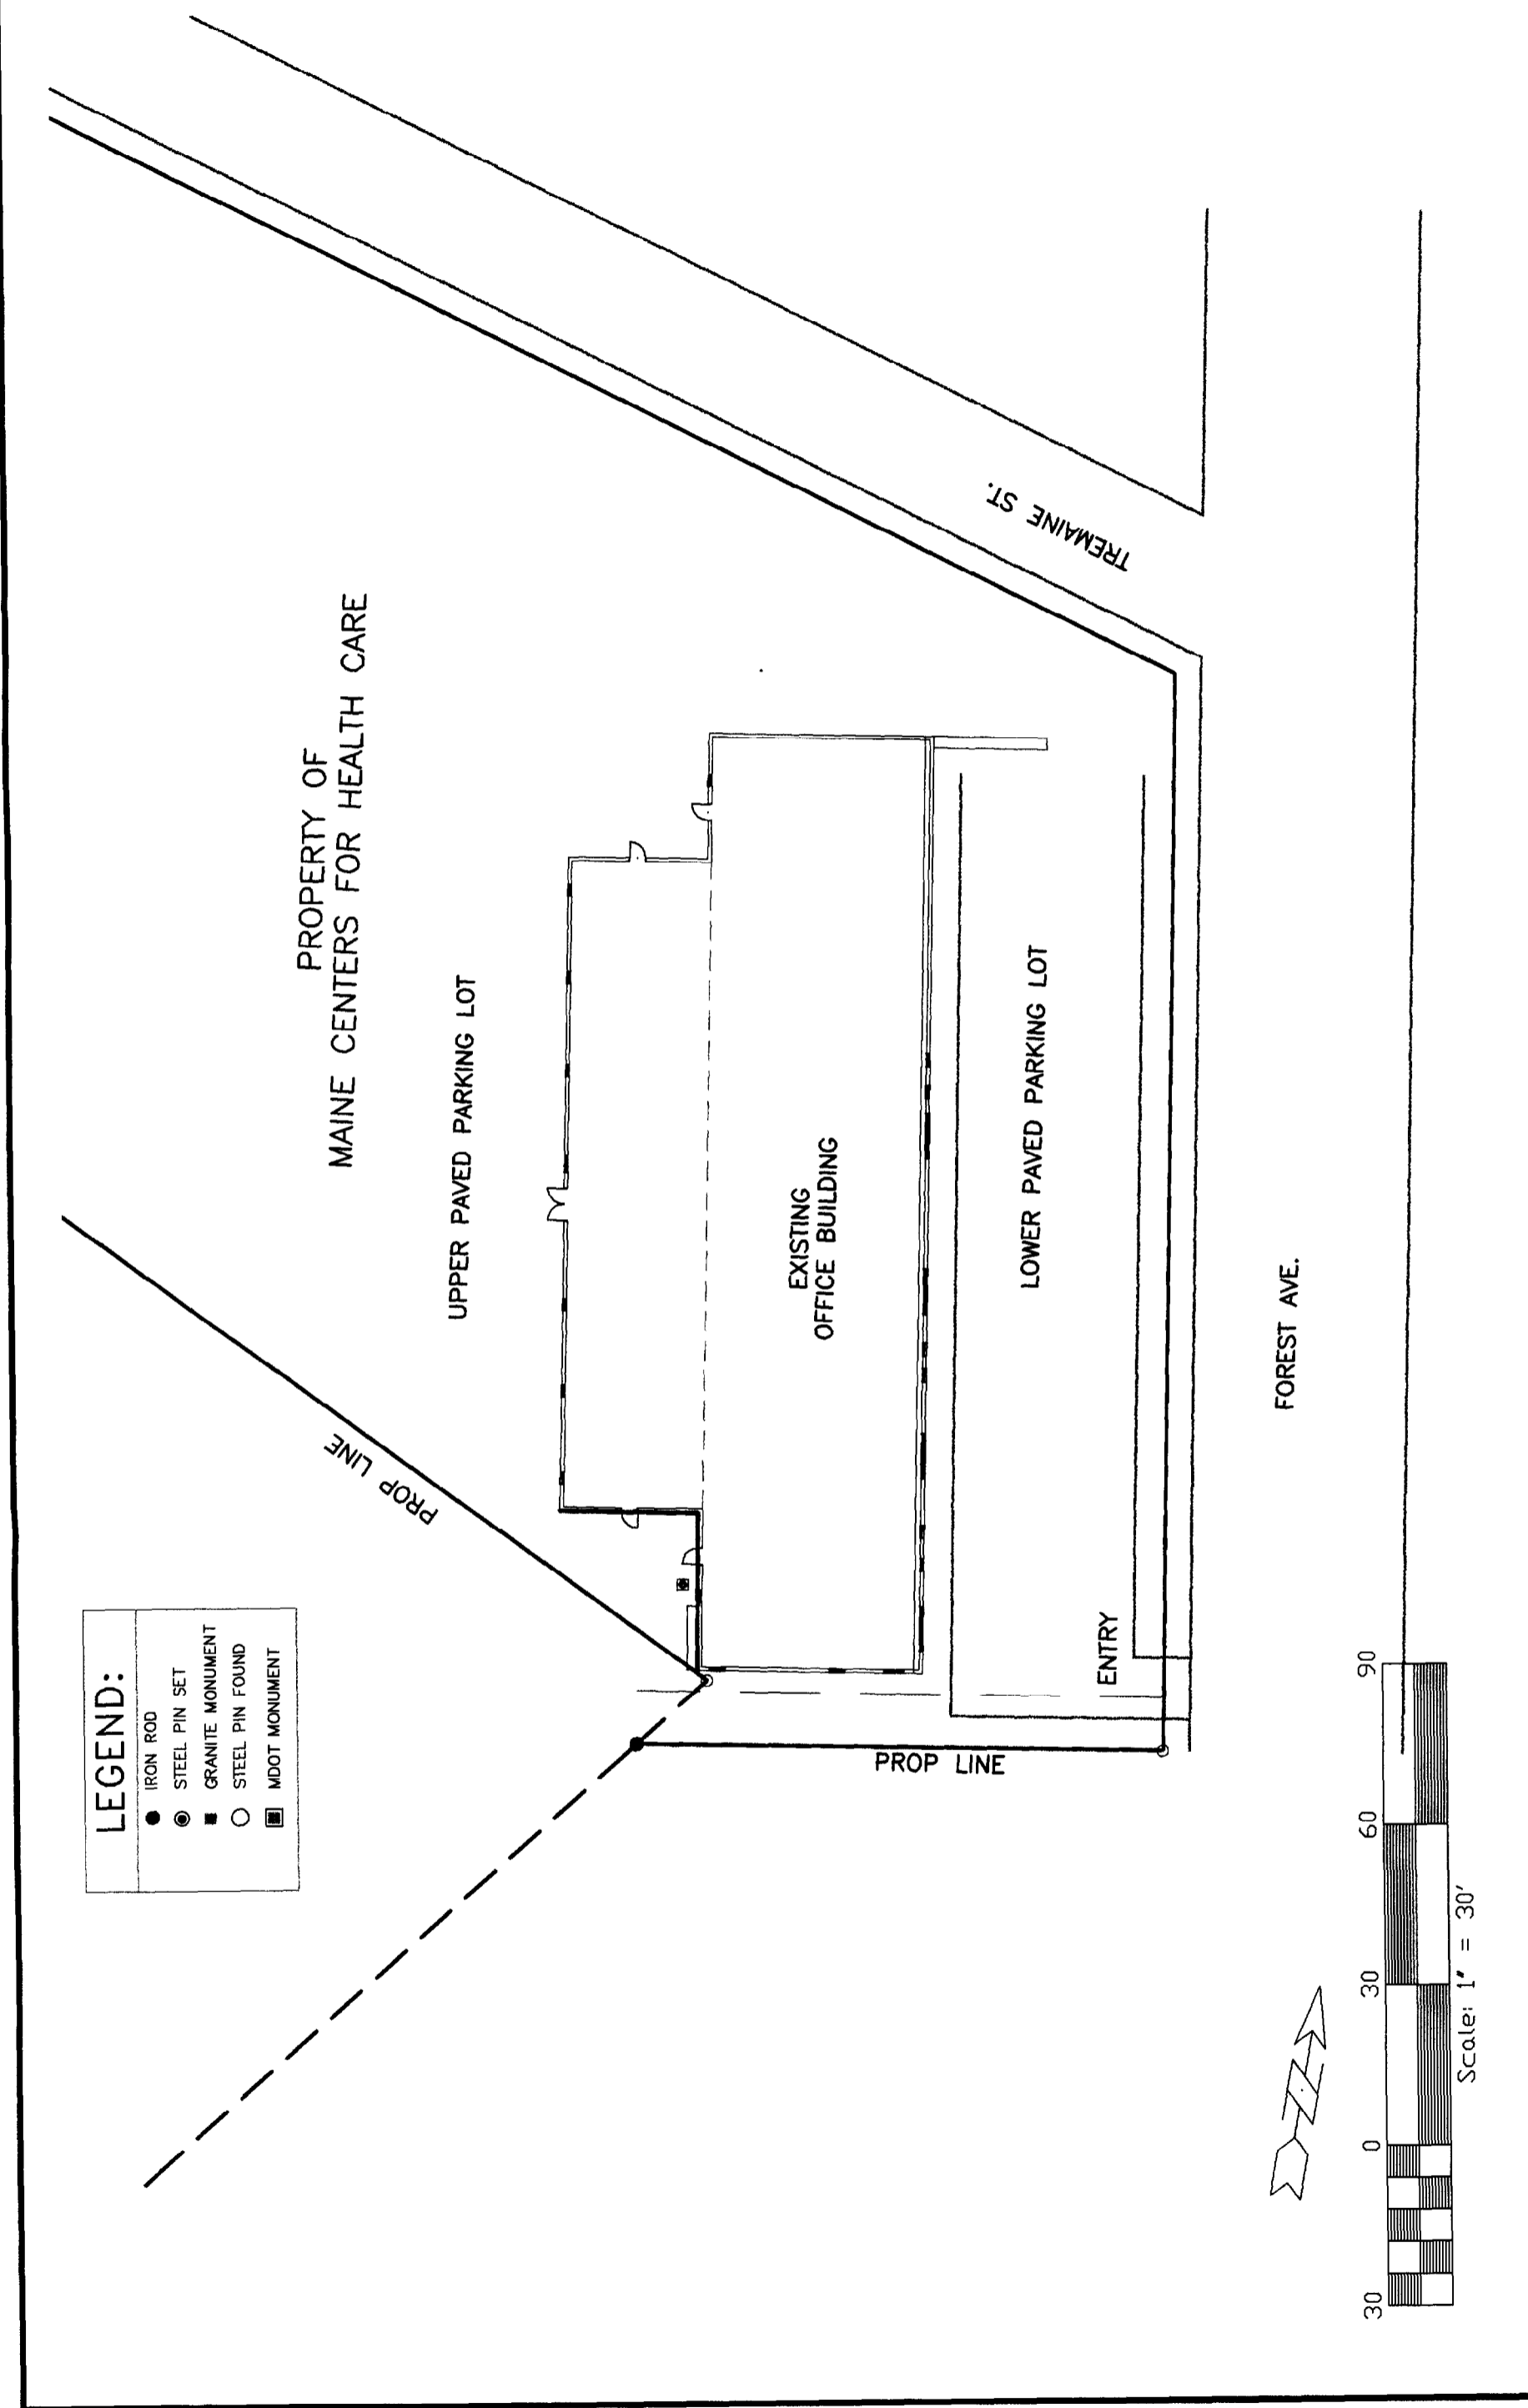 LEGEND:
IRON ROD
STEEL PIN SET
GRANITE MONUMENT
STEEL PIN FOUND
MDOT MONUMENT
PROP LINE
PROPERTY OF
MAINE CENTERS FOR HEALTH CARE
UPPER PAVED PARKING LOT
EXISTING
OFFICE BUILDING
PROP LINE
ENTRY
LOWER PAVED PARKING LOT
TREMAINE ST.
FOREST AVE.
N
30 0 30 60 90
Scale: 1" = 30'